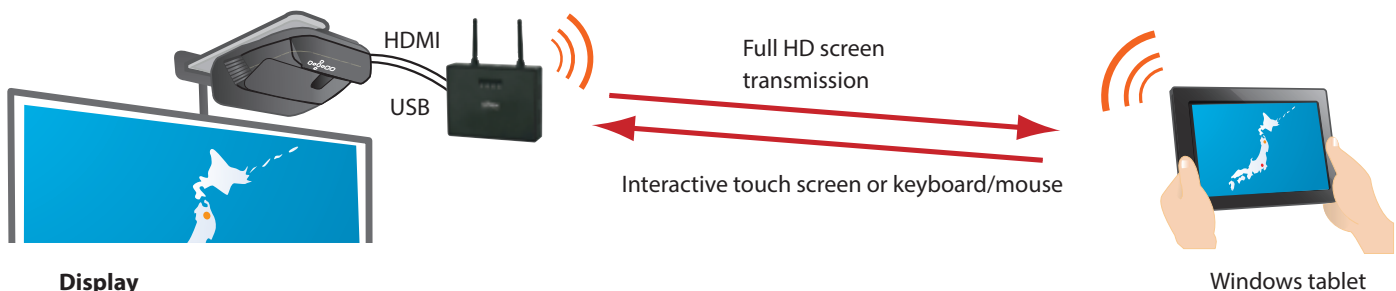 HDMI
USB
Full HD screen
transmission
Interactive touch screen or keyboard/mouse
Display
Windows tablet